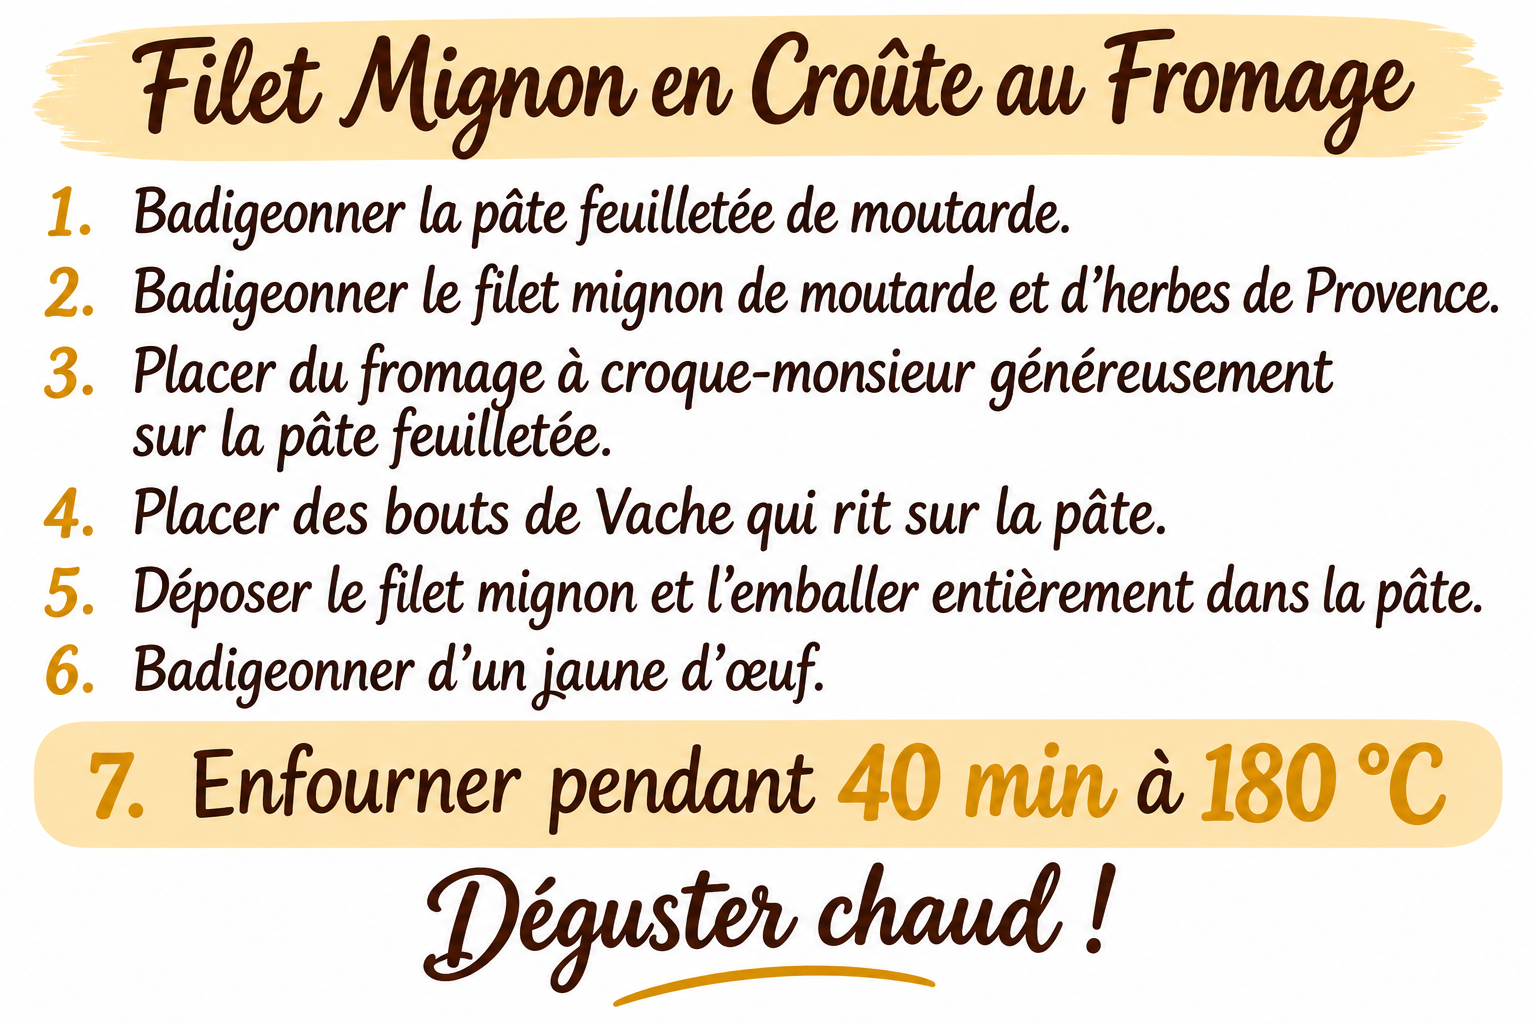 Filet Mignon en Croûte au Fromage
1. Badigeonner la pâte feuilletée de moutarde.
2. Badigeonner le filet mignon de moutarde et d’herbes de Provence.
3. Placer du fromage à croque-monsieur généreusement
sur la pâte feuilletée.
4. Placer des bouts de Vache qui rit sur la pâte.
5. Déposer le filet mignon et l’emballer entièrement dans la pâte.
6. Badigeonner d’un jaune d’œuf.
7. Enfourner pendant 40 min à 180 °C
Déguster chaud !